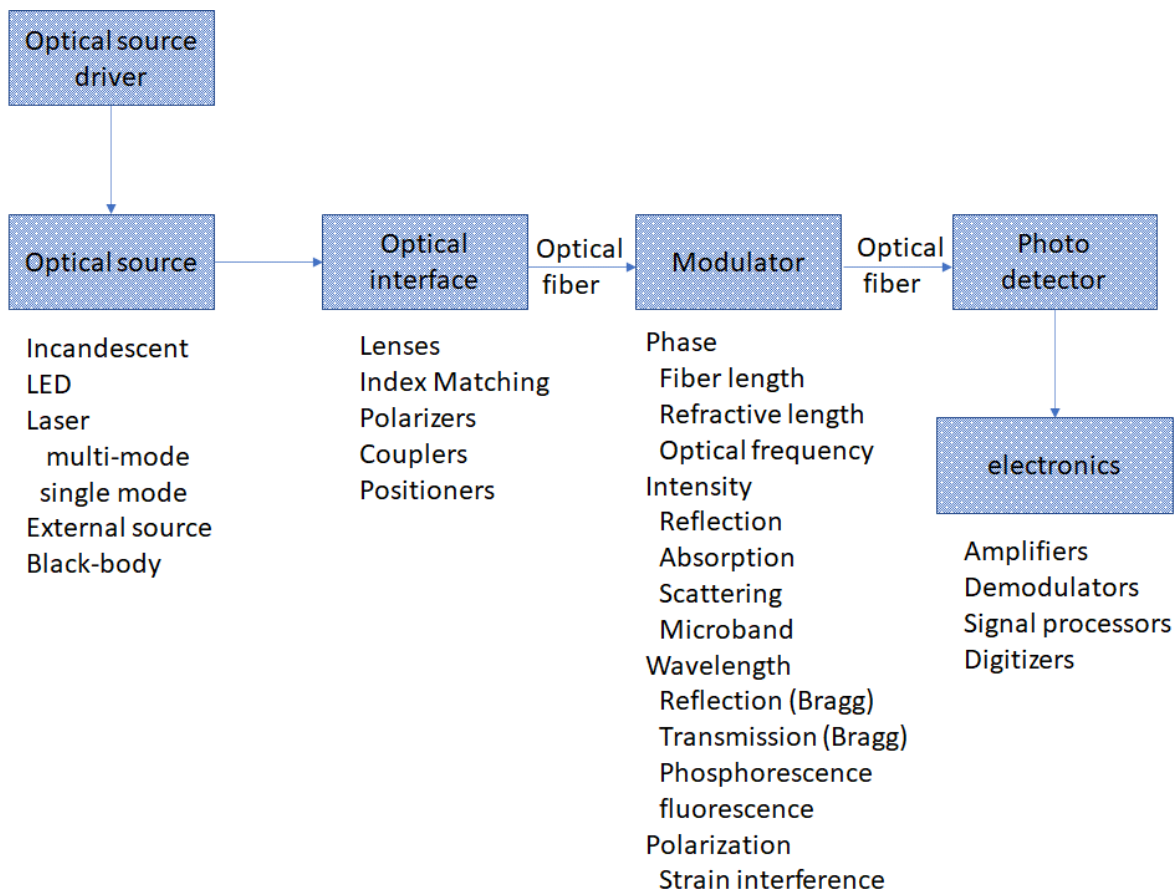 Optical source
driver
Optical source
Optical
interface
Optical
fiber
Modulator
Optical
fiber
Photo
detector
Incandescent
LED
Laser
multi-mode
single mode
External source
Black-body
Lenses
Index Matching
Polarizers
Couplers
Positioners
Phase
Fiber length
Refractive length
Optical frequency
Intensity
Reflection
Absorption
Scattering
Microband
Wavelength
Reflection (Bragg)
Transmission (Bragg)
Phosphorescence
fluorescence
Polarization
Strain interference
electronics
Amplifiers
Demodulators
Signal processors
Digitizers